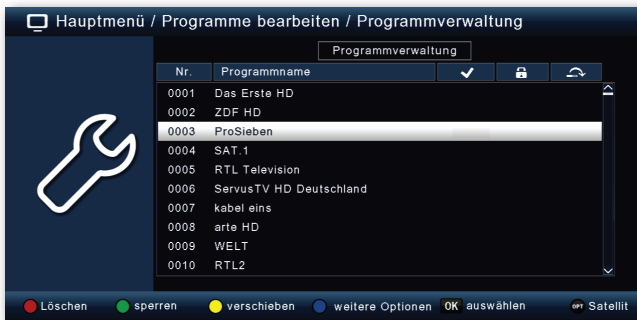 Hauptmenü / Programme bearbeiten / Programmverwaltung
Programmverwaltung
Nr. Programmname
0001 Das Erste HD
0002 ZDF HD
0003 ProSieben
0004 SAT.1
0005 RTL Television
0006 ServusTV HD Deutschland
0007 kabel eins
0008 arte HD
0009 WELT
0010 RTL2
Löschen sperren verschieben weitere Optionen OK auswählen OPT Satellit